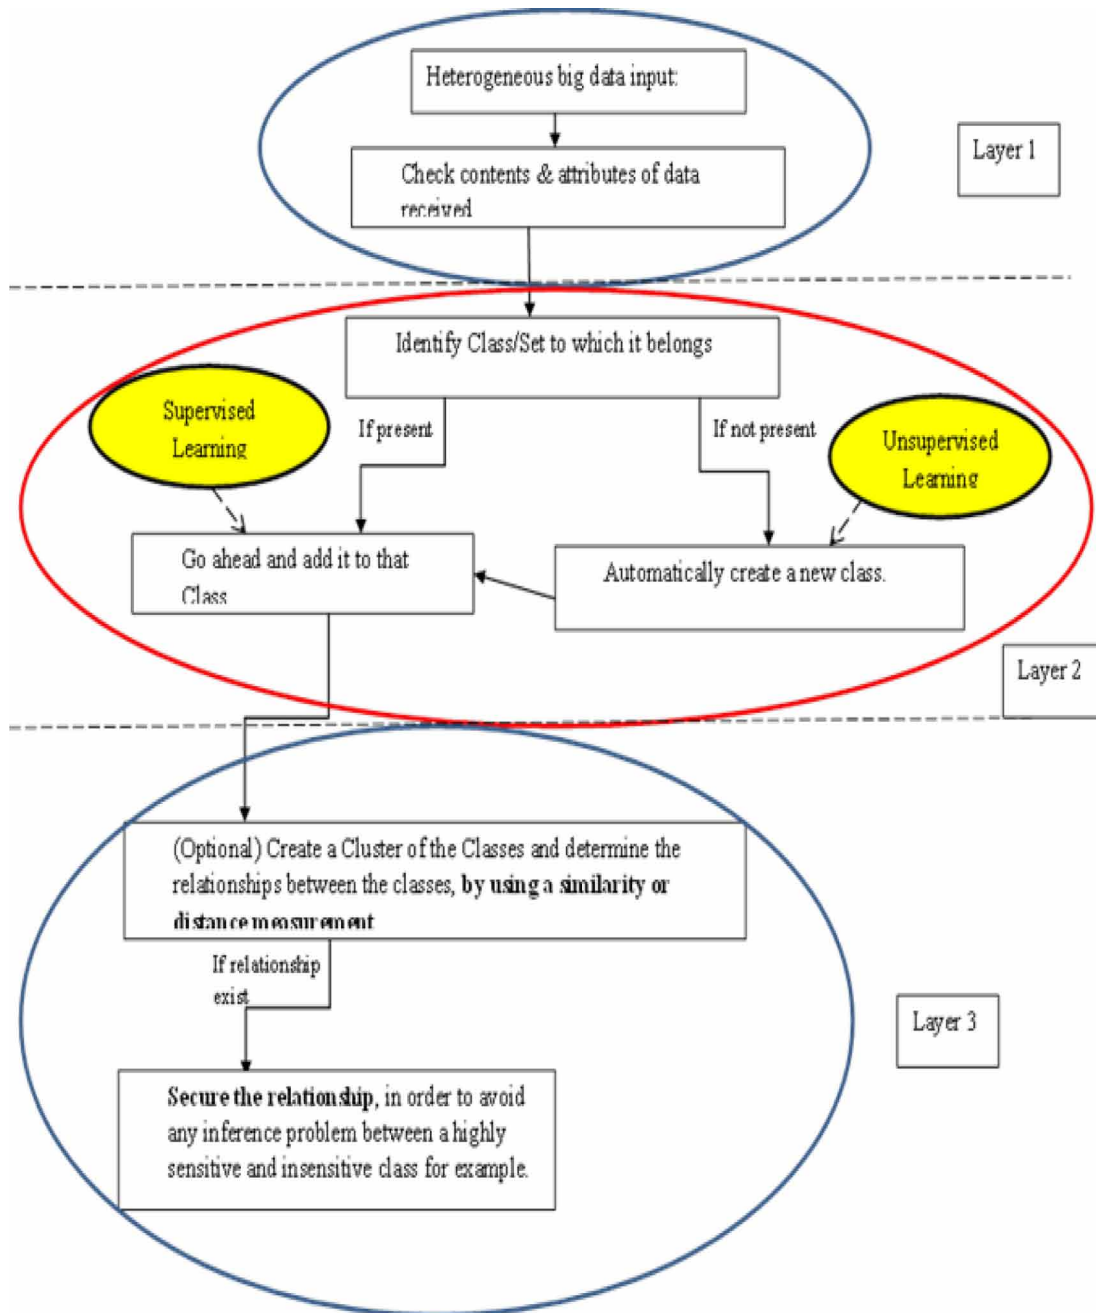 Heterogeneous big data input:
Layer 1
Check contents & attributes of data
received
Identify Class/Set to which it belongs
Supervised
Learning
If present
If not present
Unsupervised
Learning
Go ahead and add it to that
Class
Automatically create a new class.
Layer 2
(Optional) Create a Cluster of the Classes and determine the
relationships between the classes, by using a similarity or
distance measurement
If relationship
exist
Layer 3
Secure the relationship, in order to avoid
any inference problem between a highly
sensitive and insensitive class for example.